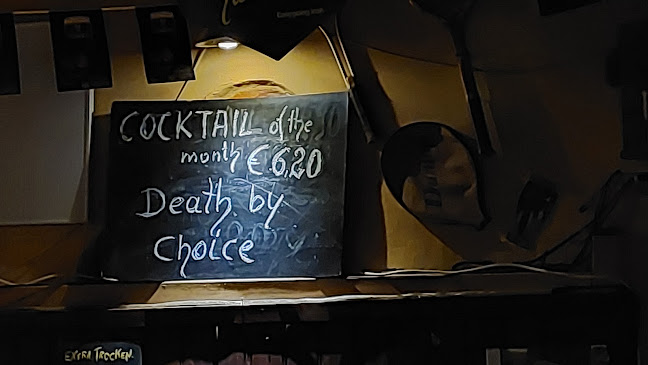 COCKTAIL of the
month € 6,20
Death by
Choice
EXTRA TROCKEN